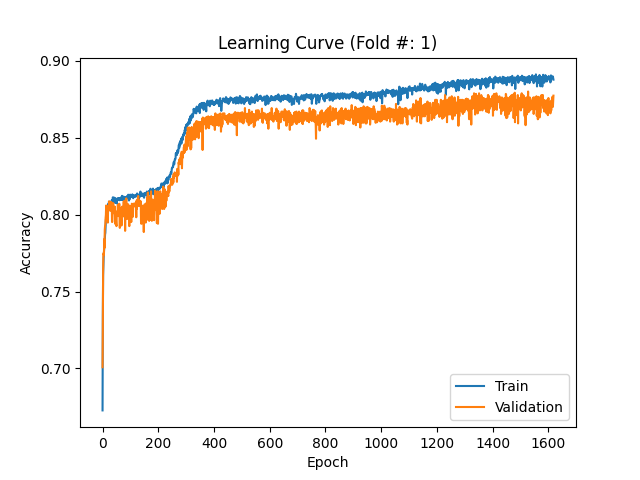 Learning Curve (Fold #: 1)
0.90
0.85
0.80
0.75
0.70
Accuracy
0 200 400 600 800 1000 1200 1400 1600
Epoch
Train
Validation